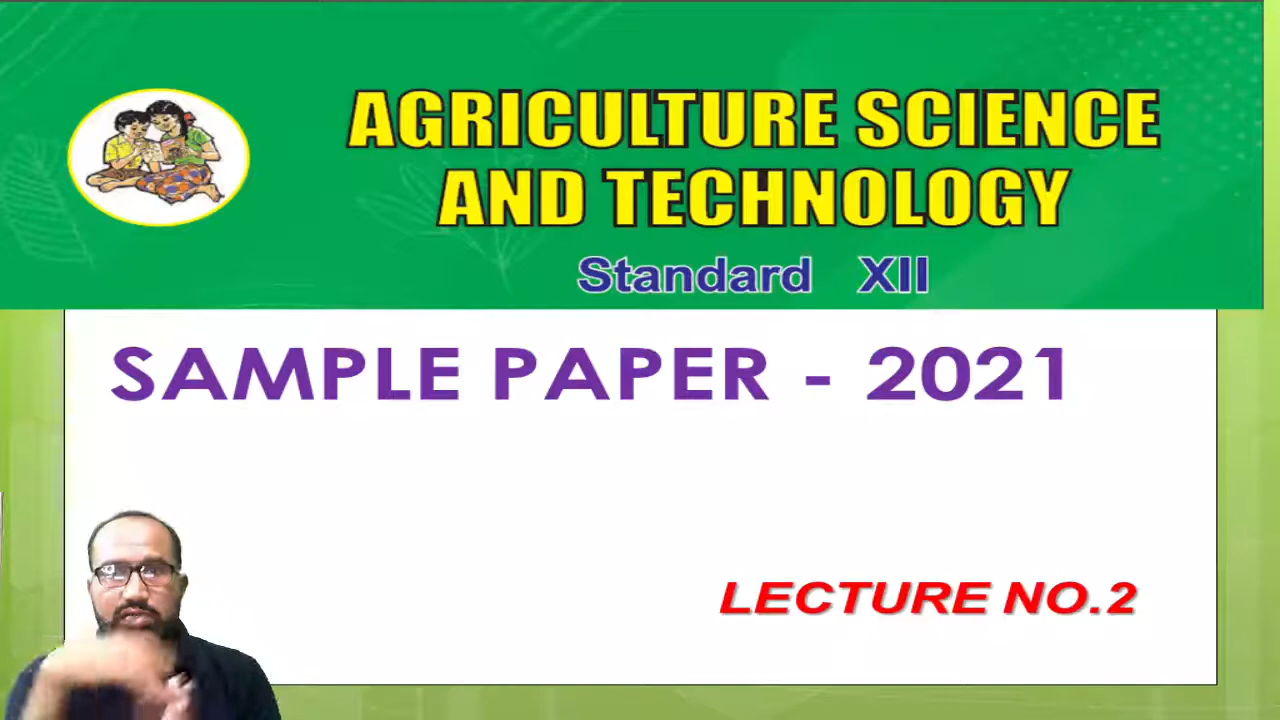 AGRICULTURE SCIENCE
AND TECHNOLOGY
Standard XII
SAMPLE PAPER - 2021
LECTURE NO.2